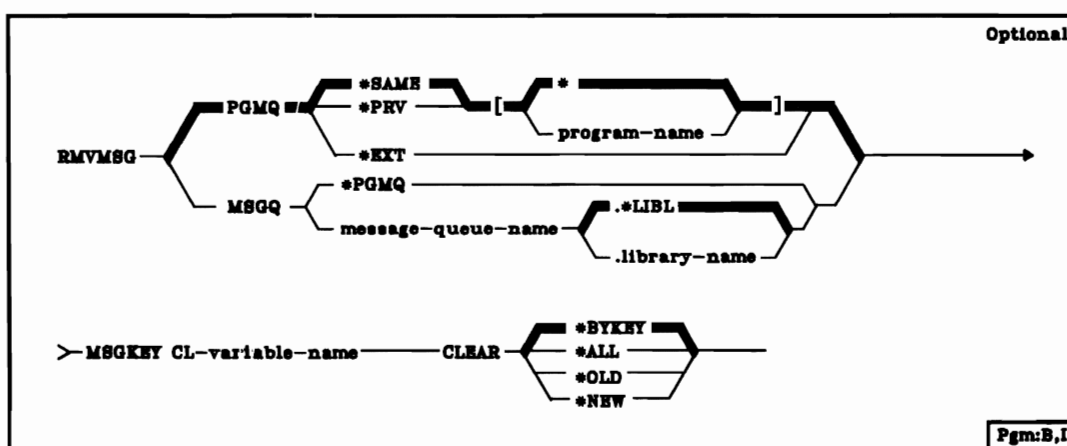 Optional
*SAME
*
PGMQ *PRV [ ]
program-name
*EXT
RMVMSG
*PGMQ
MSGQ .*LIBL
message-queue-name
.library-name
*BYKEY
MSGKEY CL-variable-name CLEAR *ALL
*OLD
*NEW
Pgm:B,I